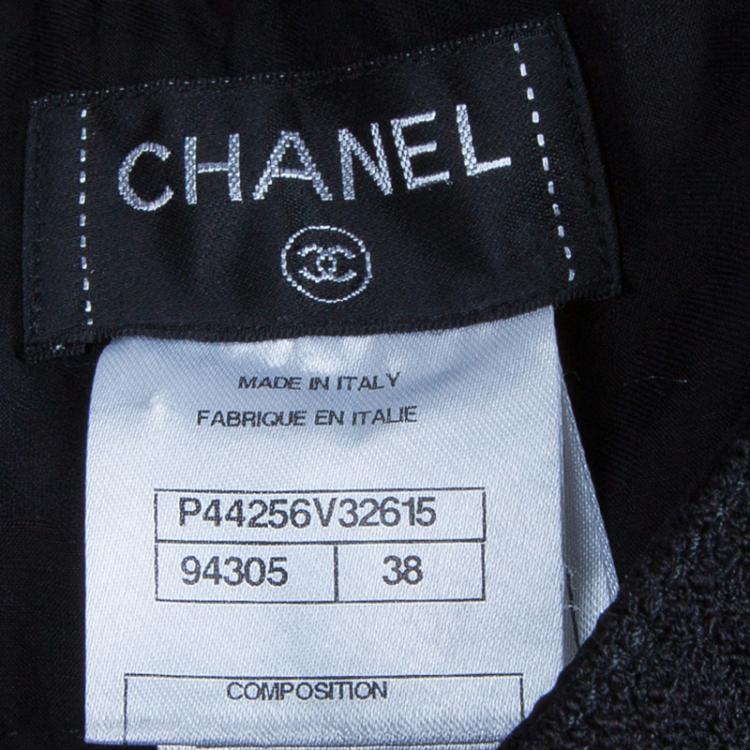 CHANEL
MADE IN ITALY
FABRIQUE EN ITALIE
P44256V32615
94305 38
COMPOSITION